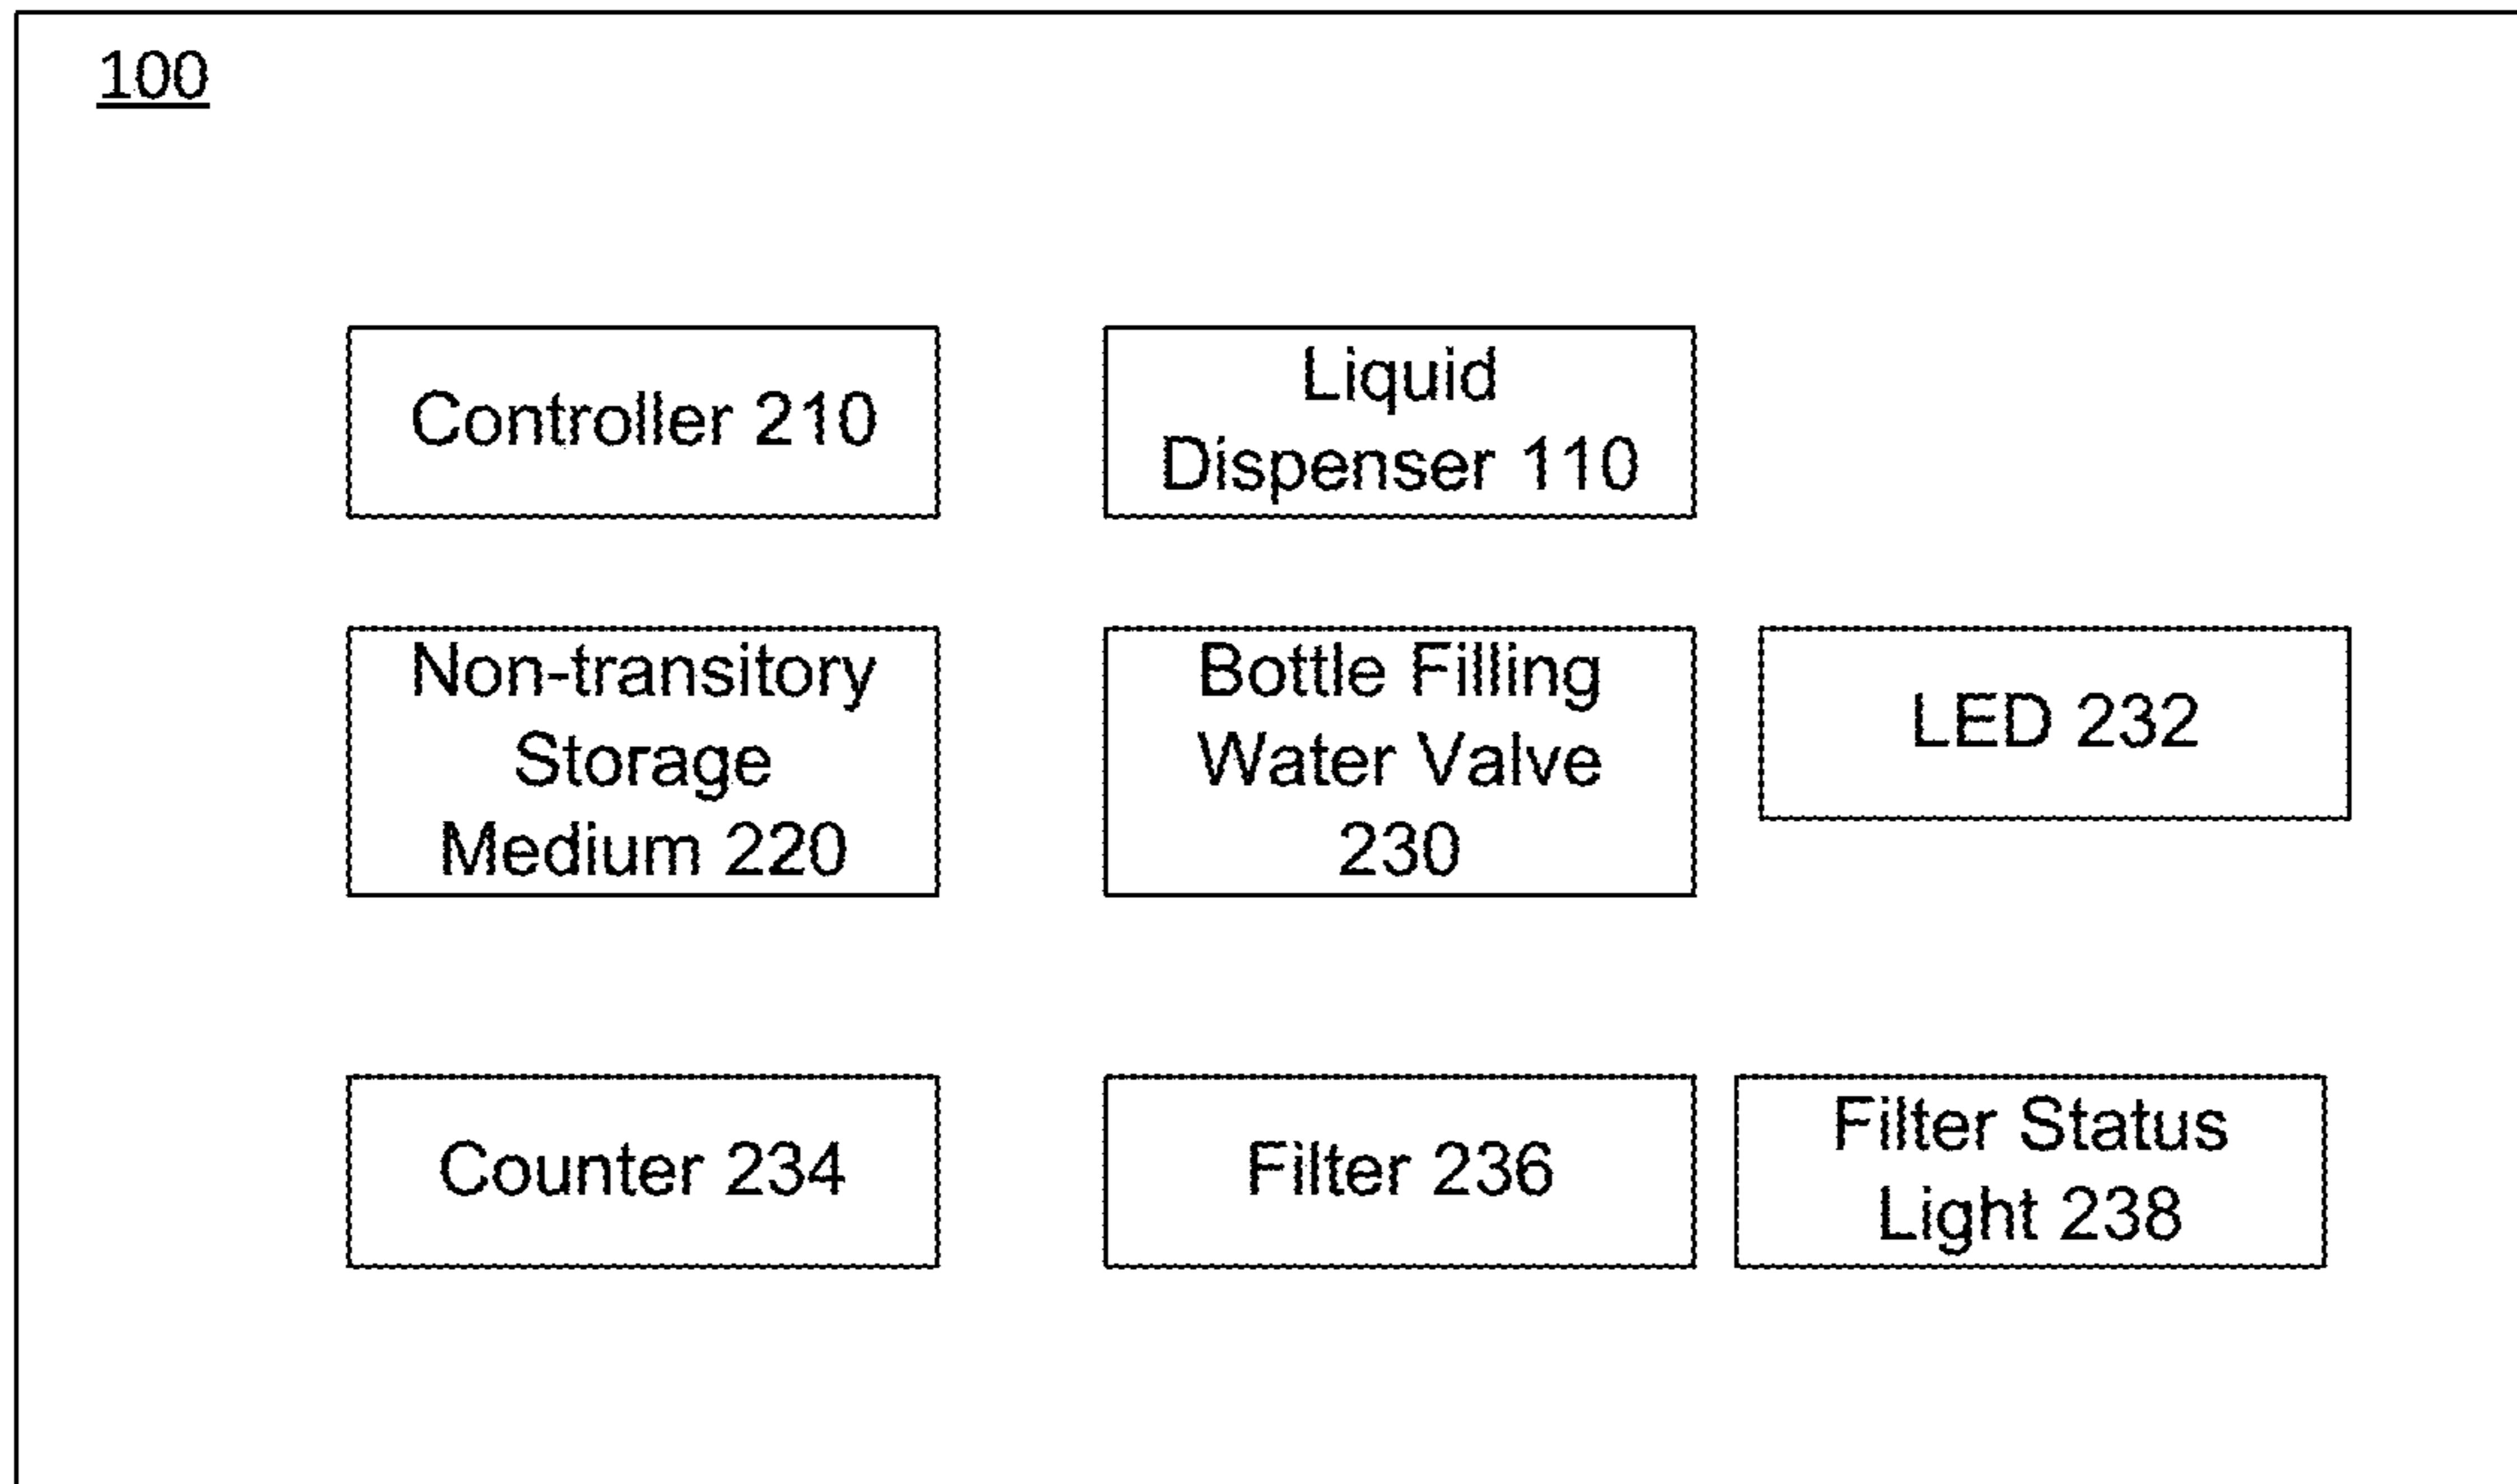 100
Controller 210
Liquid
Dispenser 110
Non-transitory
Storage
Medium 220
Bottle Filling
Water Valve
230
LED 232
Counter 234
Filter 236
Filter Status
Light 238